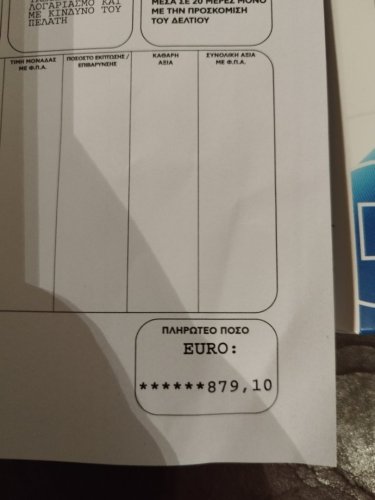 ΛΟΓΑΡΙΑΣΜΟ ΚΑΙ
ΜΕ ΚΙΝΔΥΝΟ ΤΟΥ
ΠΕΛΑΤΗ
ΜΕΣΑ ΣΕ 20 ΜΕΡΕΣ ΜΟΝΟ
ΜΕ ΤΗΝ ΠΡΟΣΚΟΜΙΣΗ
ΤΟΥ ΔΕΛΤΙΟΥ
ΤΙΜΗ ΜΟΝΑΔΑΣ
ΜΕ Φ.Π.Α.
ΠΟΣΟΣΤΟ ΕΚΠΤΩΣΗΣ /
ΕΠΙΒΑΡΥΝΣΗΣ
ΚΑΘΑΡΗ
ΑΞΙΑ
ΣΥΝΟΛΙΚΗ ΑΞΙΑ
ΜΕ Φ.Π.Α.
ΠΛΗΡΩΤΕΟ ΠΟΣΟ
EURO:
******879,10